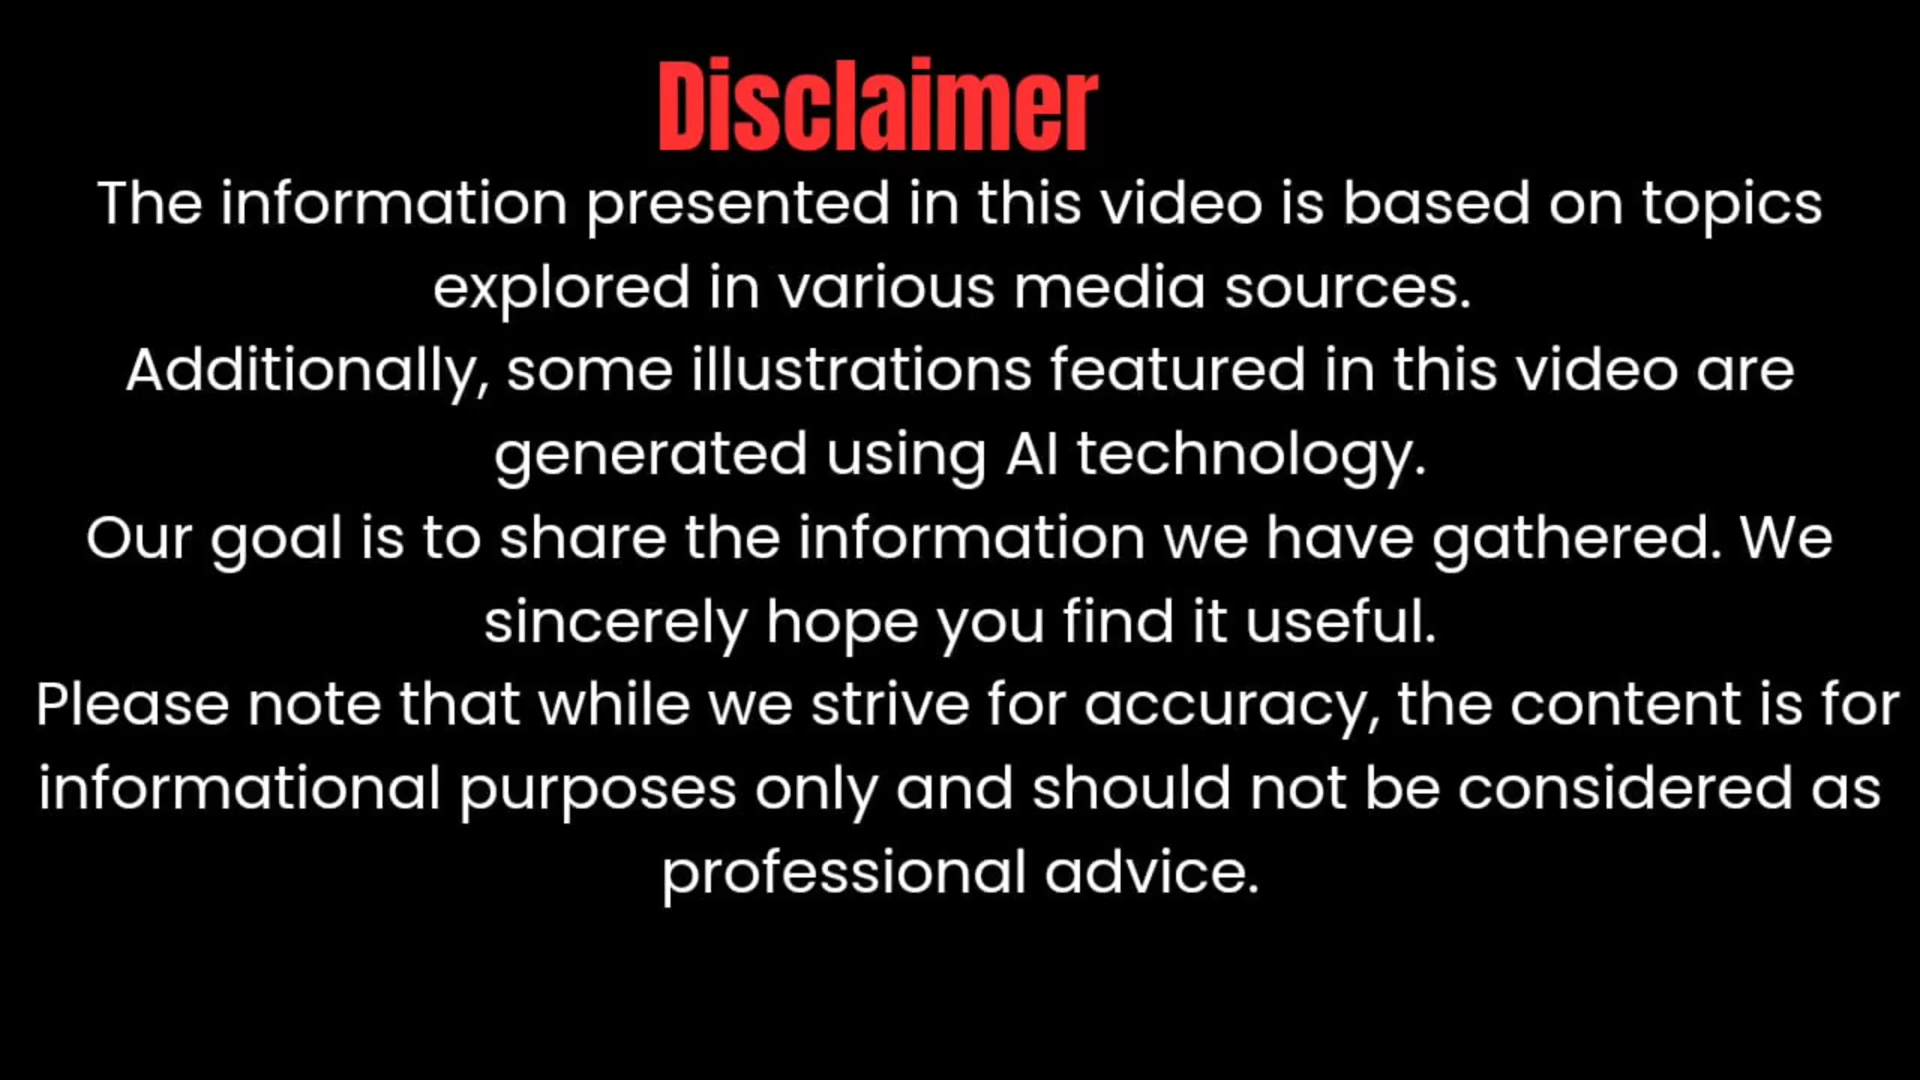 Disclaimer
The information presented in this video is based on topics
explored in various media sources.
Additionally, some illustrations featured in this video are
generated using AI technology.
Our goal is to share the information we have gathered. We
sincerely hope you find it useful.
Please note that while we strive for accuracy, the content is for
informational purposes only and should not be considered as
professional advice.